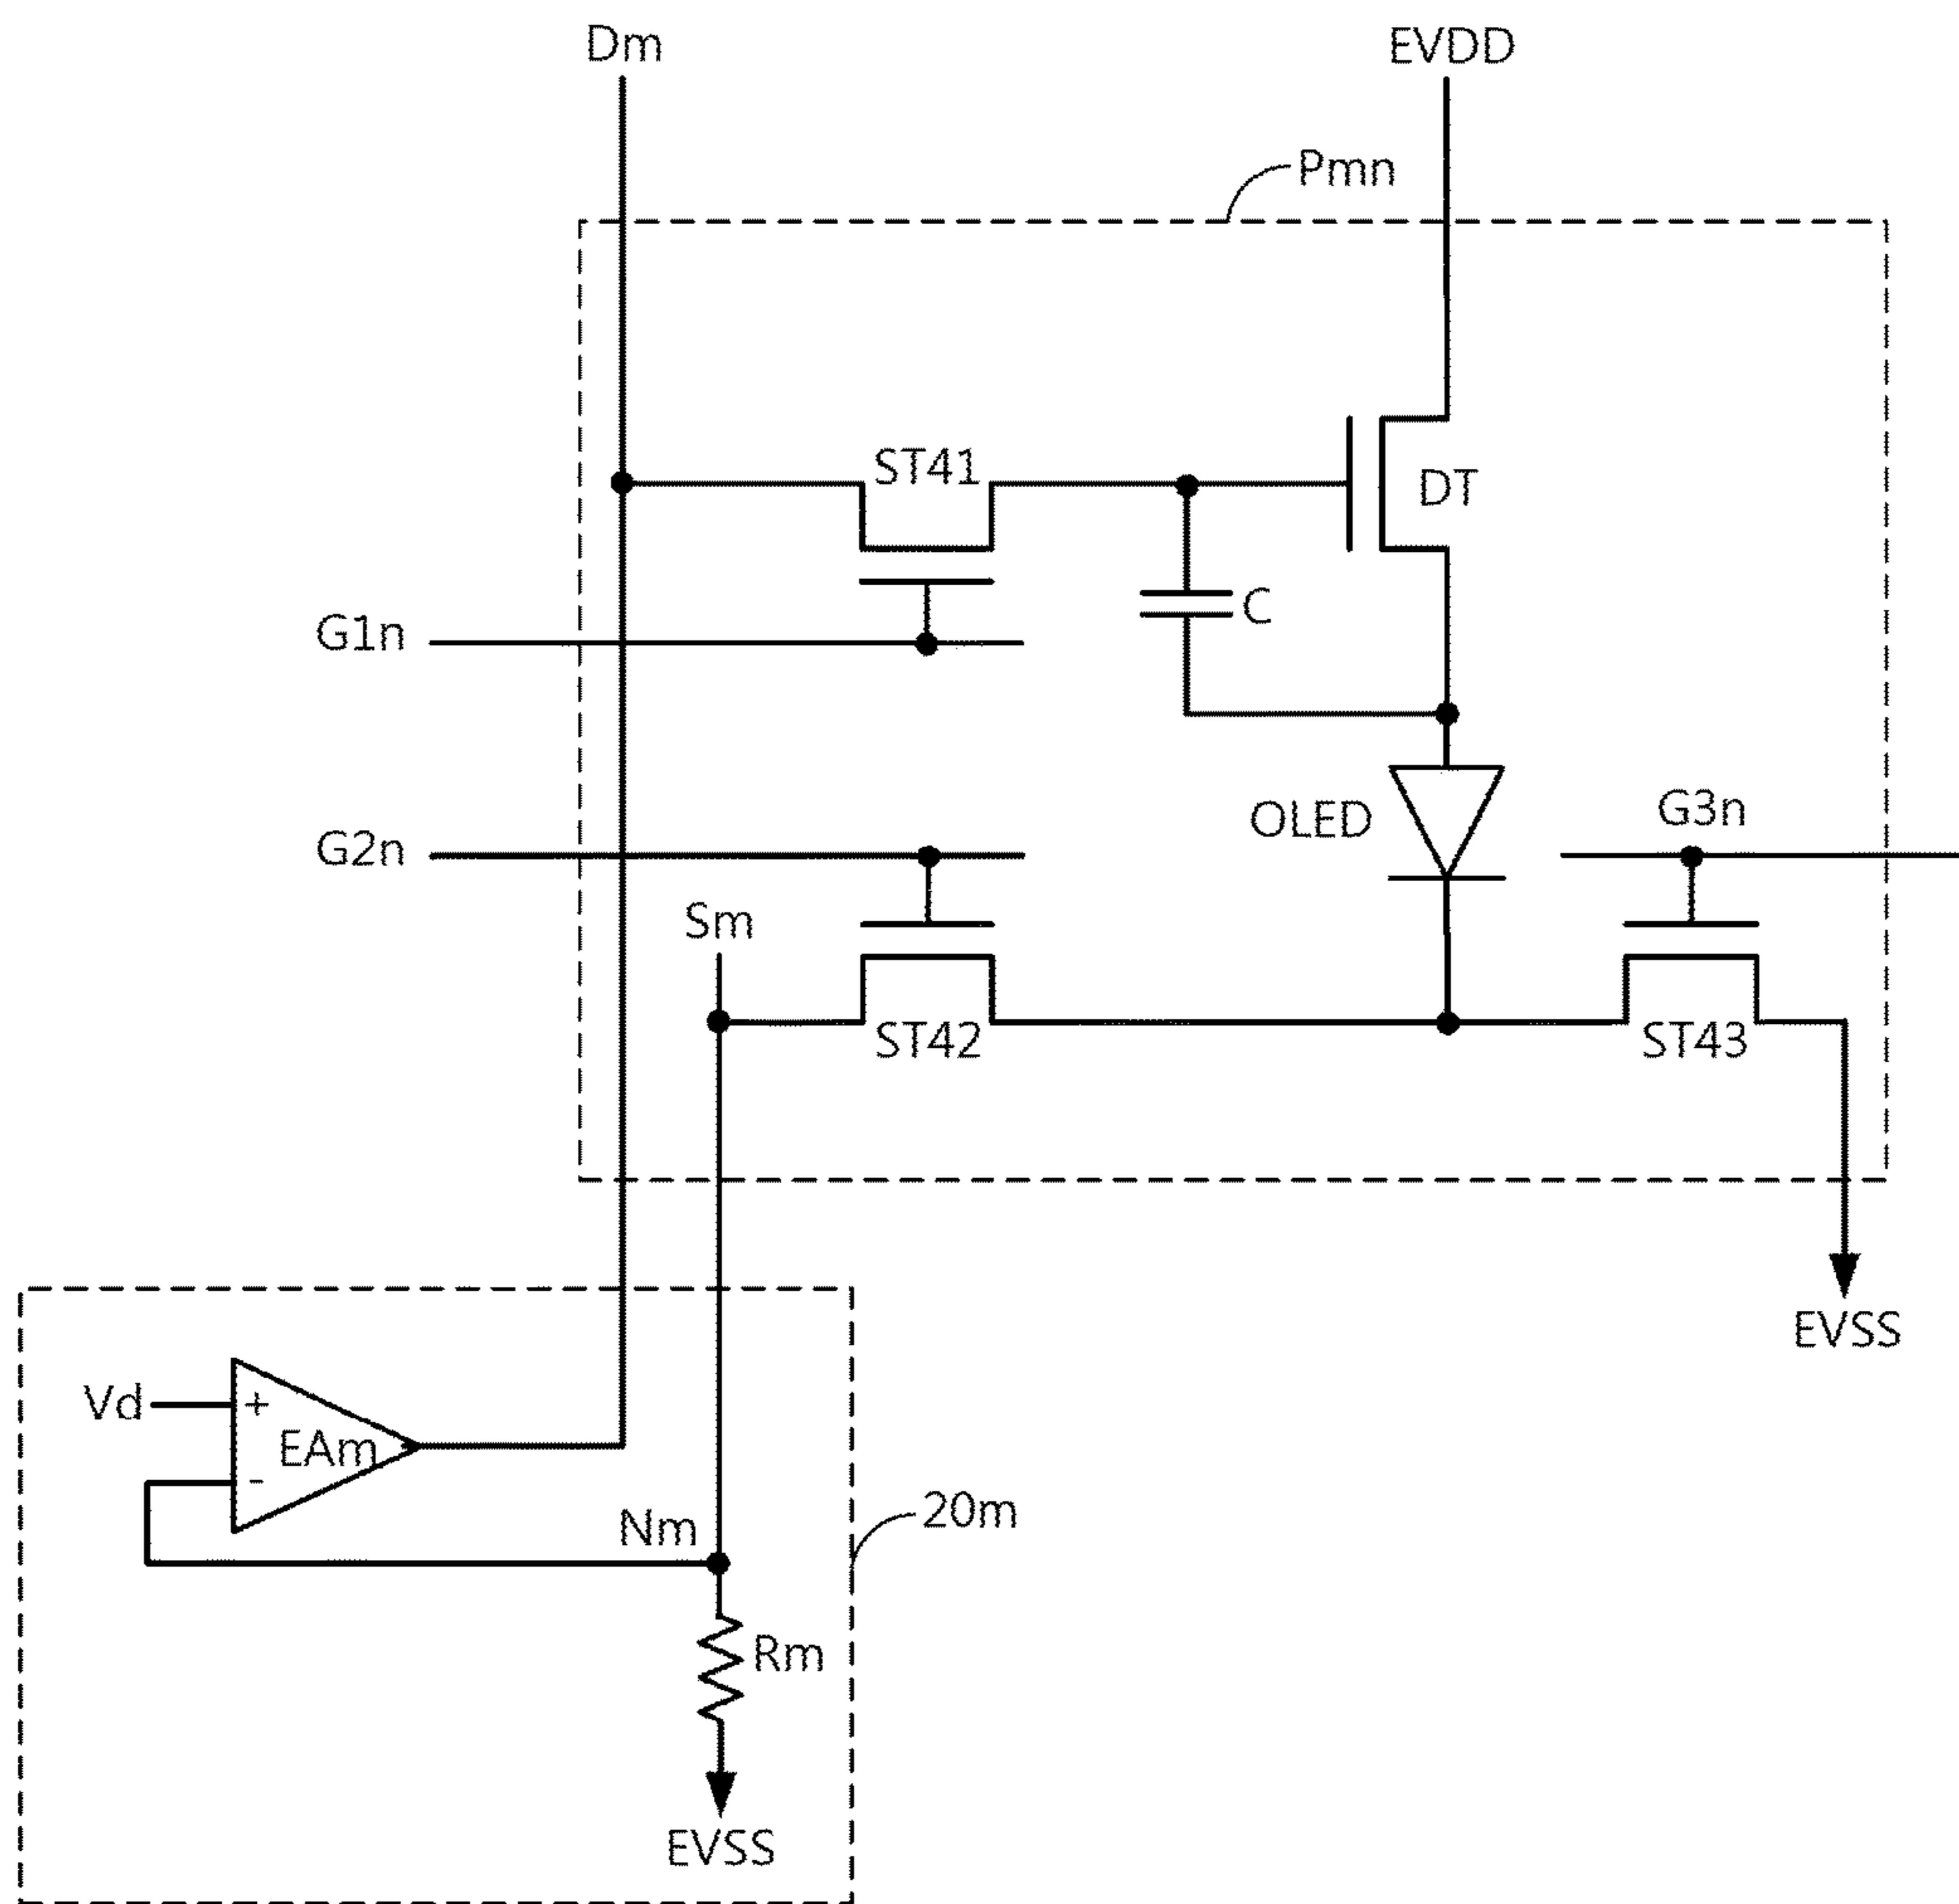 Dm
EVDD
Pmn
ST41
DT
C
G1n
OLED
G3n
G2n
Sm
ST42
ST43
EVSS
Vd
+
EAm
-
Nm
20m
Rm
EVSS